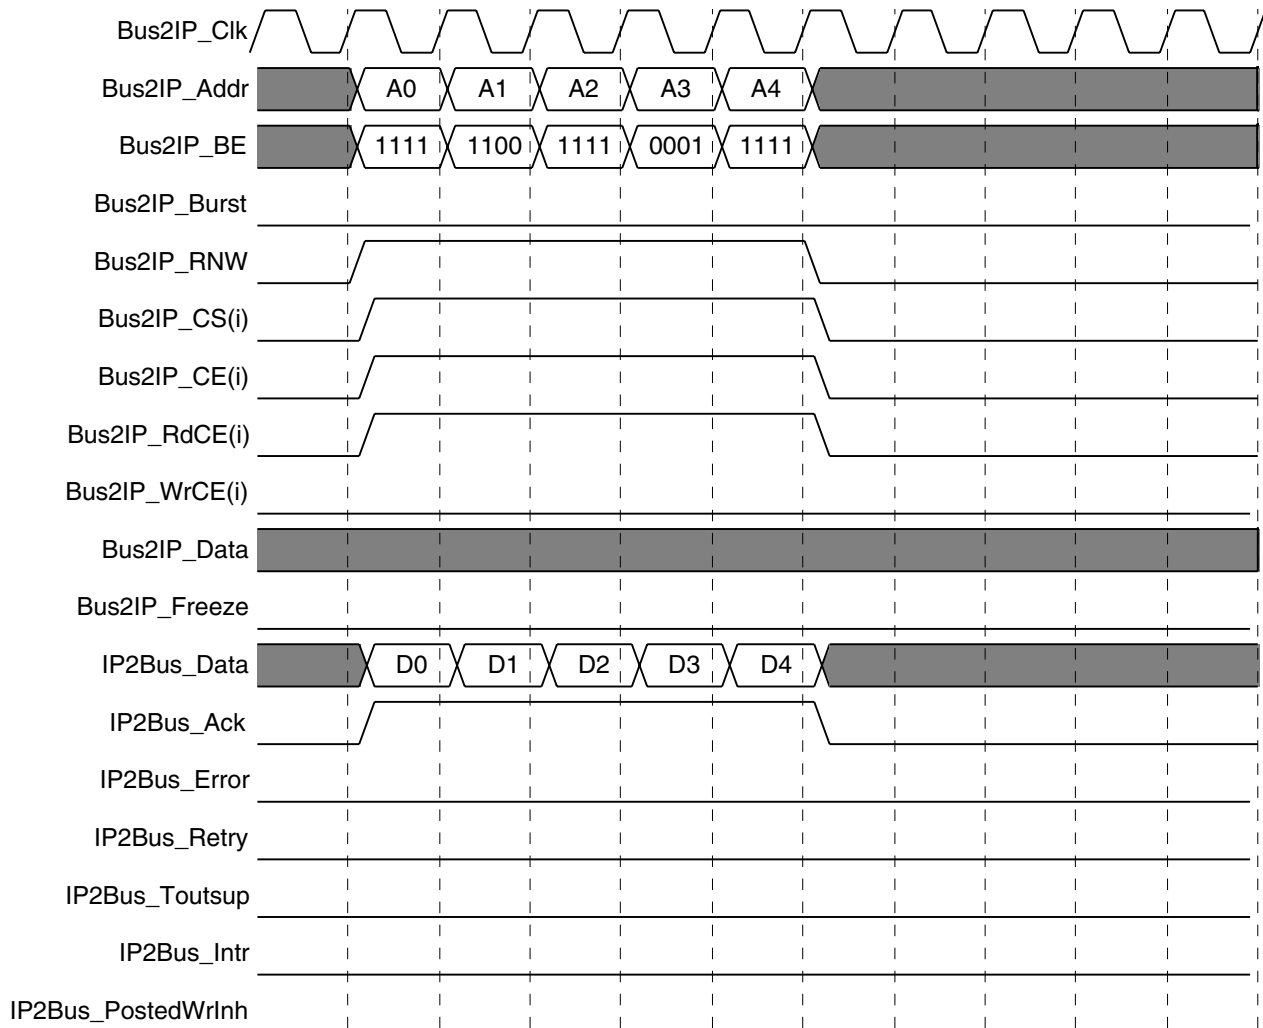 Bus2IP_Clk
Bus2IP_Addr A0 A1 A2 A3 A4
Bus2IP_BE 1111 1100 1111 0001 1111
Bus2IP_Burst
Bus2IP_RNW
Bus2IP_CS(i)
Bus2IP_CE(i)
Bus2IP_RdCE(i)
Bus2IP_WrCE(i)
Bus2IP_Data
Bus2IP_Freeze
IP2Bus_Data D0 D1 D2 D3 D4
IP2Bus_Ack
IP2Bus_Error
IP2Bus_Retry
IP2Bus_Toutsup
IP2Bus_Intr
IP2Bus_PostedWrInh